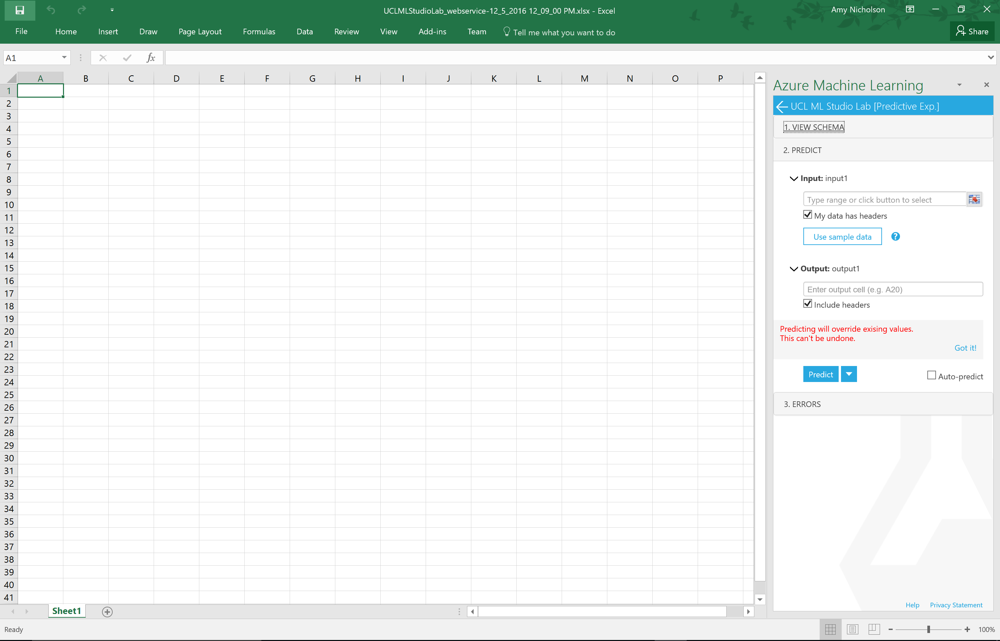 UCLMLStudioLab_webservice-12_5_2016 12_09_00 PM.xlsx - Excel
Amy Nicholson
File Home Insert Draw Page Layout Formulas Data Review View Add-ins Team Tell me what you want to do
Share
A1
fx
A B C D E F G H I J K L M N O P
1
2
3
4
5
6
7
8
9
10
11
12
13
14
15
16
17
18
19
20
21
22
23
24
25
26
27
28
29
30
31
32
33
34
35
36
37
38
39
40
41
Azure Machine Learning
UCL ML Studio Lab [Predictive Exp.]
1. VIEW SCHEMA
2. PREDICT
Input: input1
Type range or click button to select
My data has headers
Use sample data ?
Output: output1
Enter output cell (e.g. A20)
Include headers
Predicting will override exising values.
This can't be undone.
Got it!
Predict
Auto-predict
3. ERRORS
Help Privacy Statement
Sheet1
Ready
100%